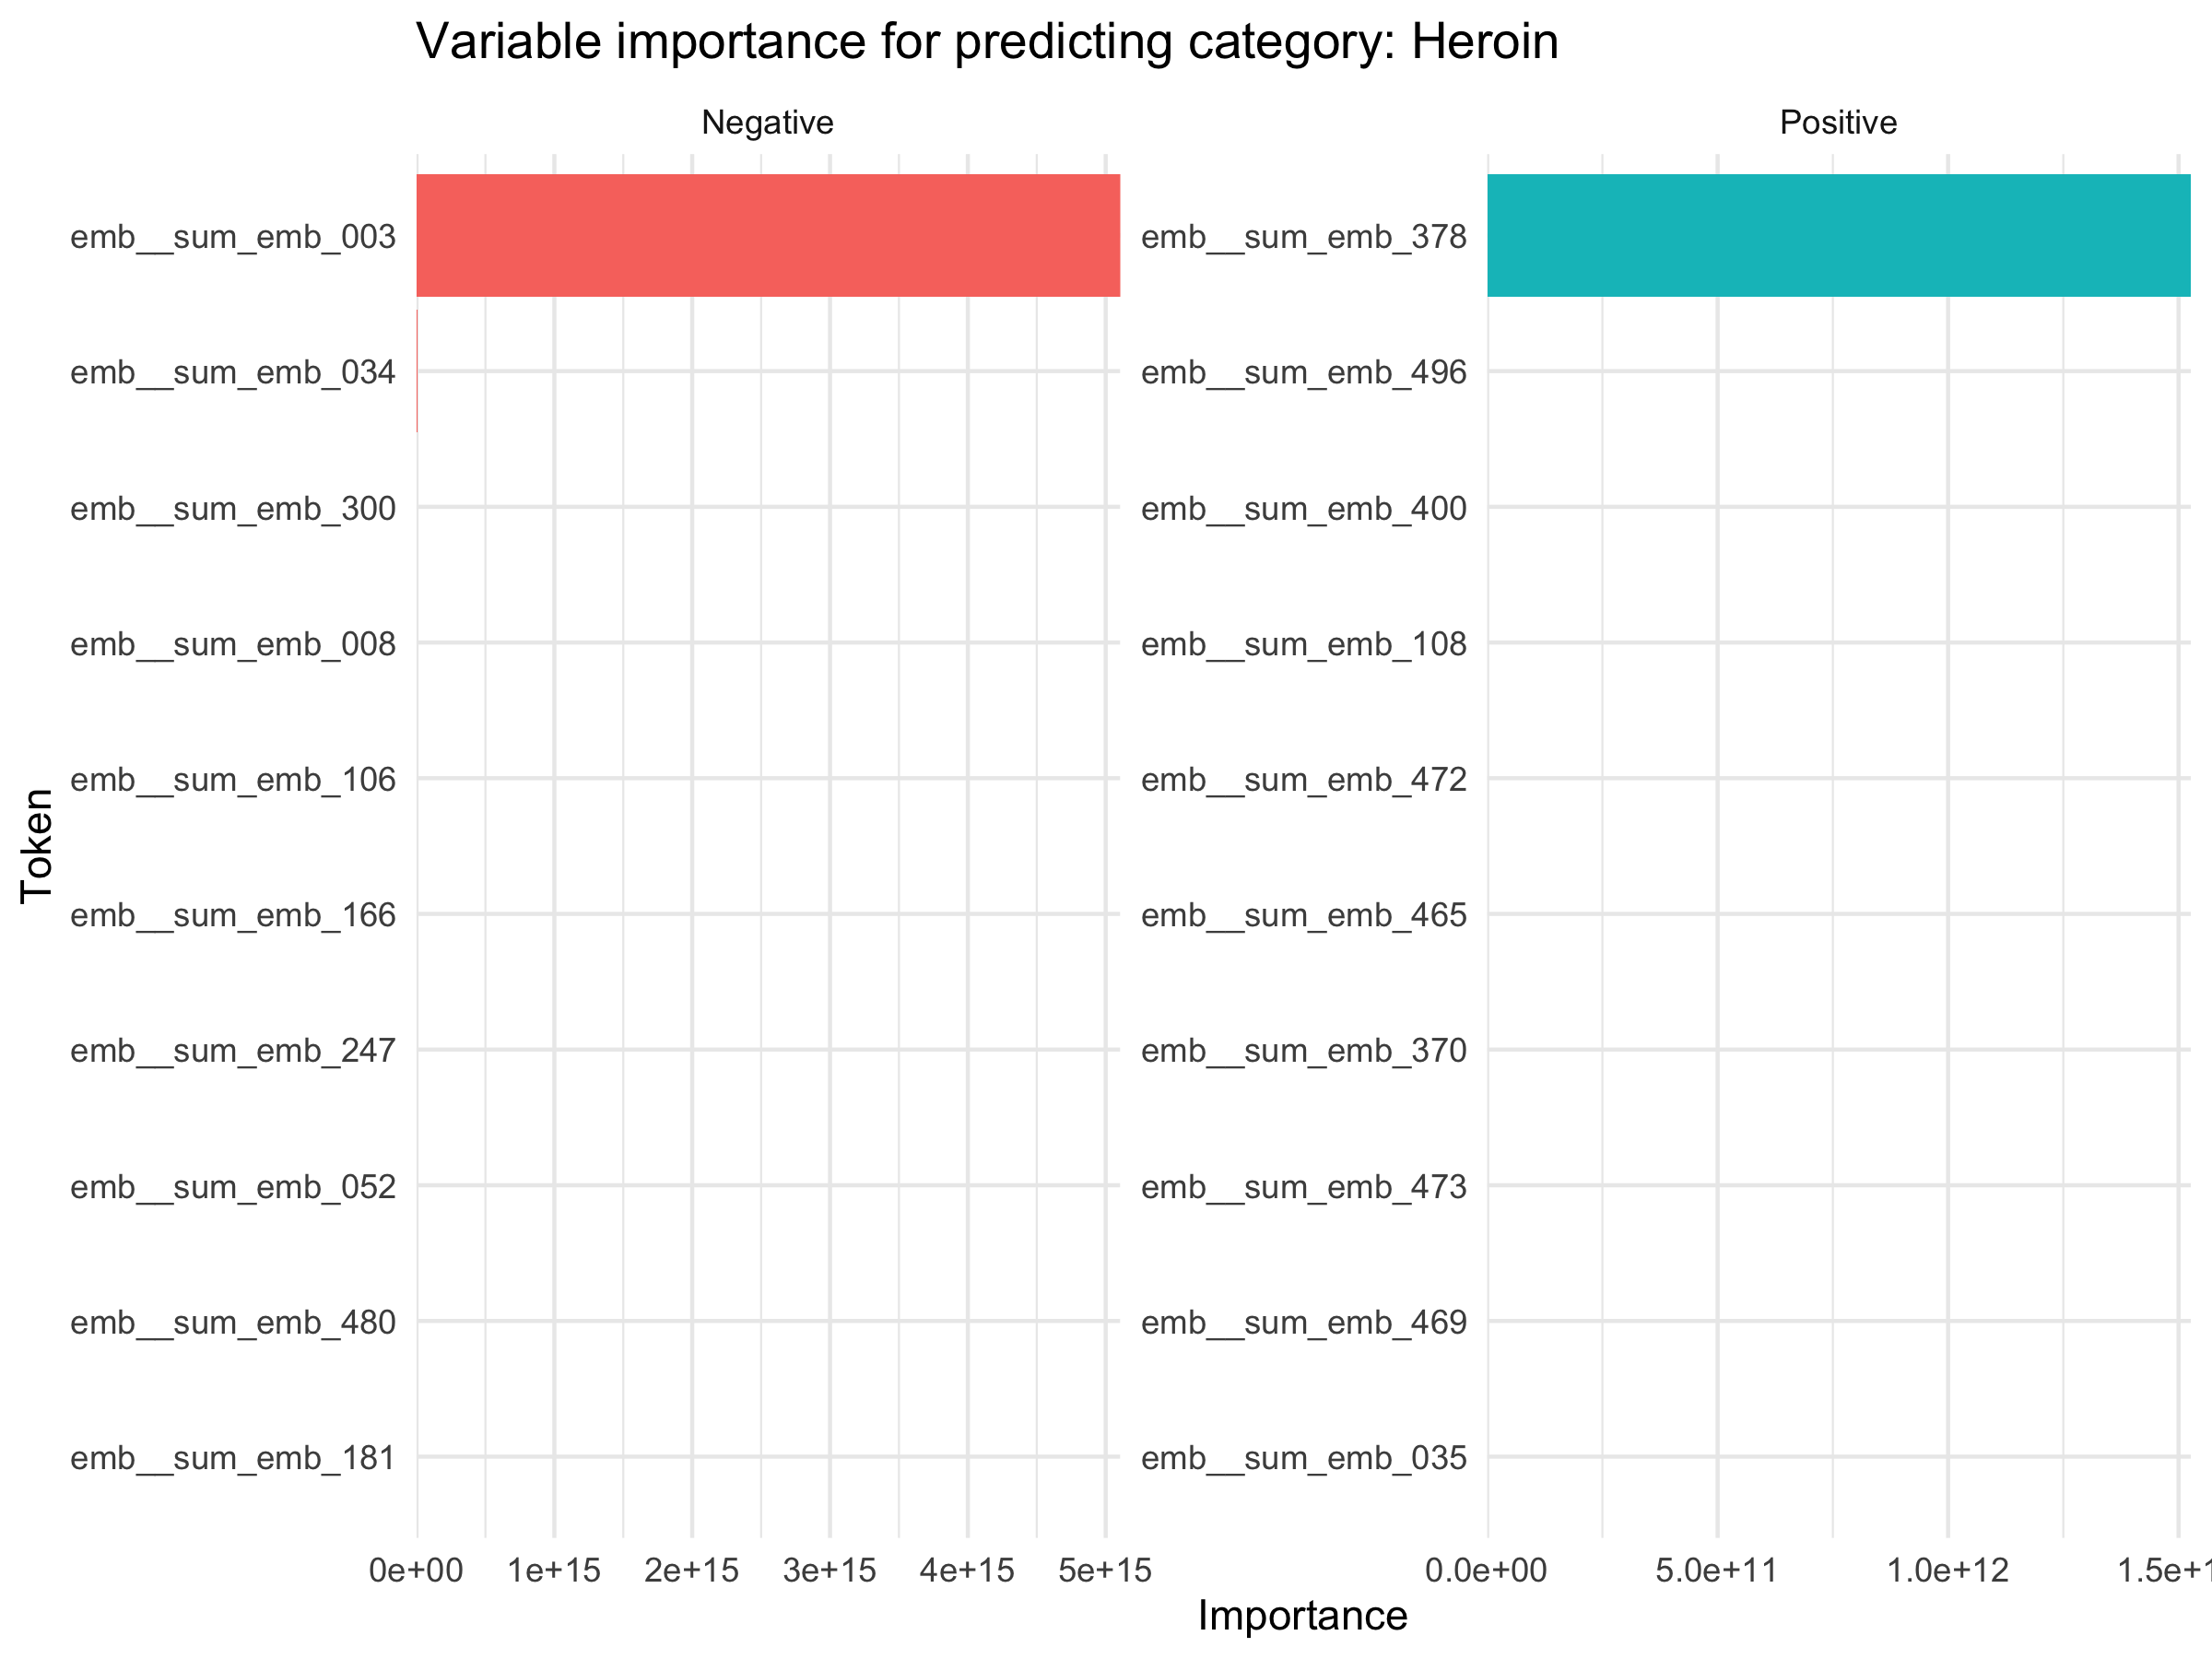 Variable importance for predicting category: Heroin
Negative
Positive
emb__sum_emb_003
emb__sum_emb_034
emb__sum_emb_300
emb__sum_emb_008
emb__sum_emb_106
emb__sum_emb_166
emb__sum_emb_247
emb__sum_emb_052
emb__sum_emb_480
emb__sum_emb_181
emb__sum_emb_378
emb__sum_emb_496
emb__sum_emb_400
emb__sum_emb_108
emb__sum_emb_472
emb__sum_emb_465
emb__sum_emb_370
emb__sum_emb_473
emb__sum_emb_469
emb__sum_emb_035
Token
0e+00 1e+15 2e+15 3e+15 4e+15 5e+15
0.0e+00 5.0e+11 1.0e+12
Importance